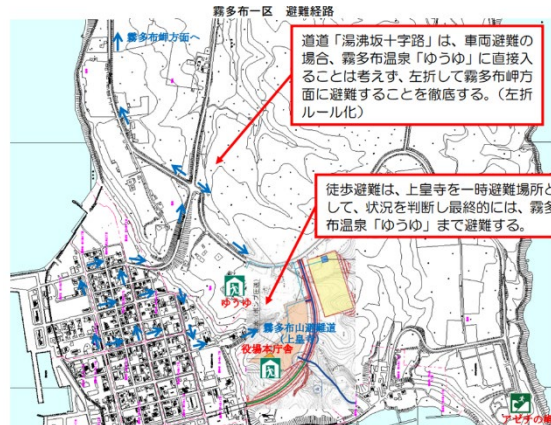 霧多布一区　避難経路
霧多布岬方面へ
道道「湯沸坂十字路」は、車両避難の
場合、霧多布温泉「ゆうゆ」に直接入
ることは考えず、左折して霧多布岬方
面に避難することを徹底する。（左折
ルール化）
徒歩避難は、上皇寺を一時避難場所と
して、状況を判断し最終的には、霧多
布温泉「ゆうゆ」まで避難する。
ゆうゆ
霧多布山避難道
（上皇寺）
役場本庁舎
アゼチの